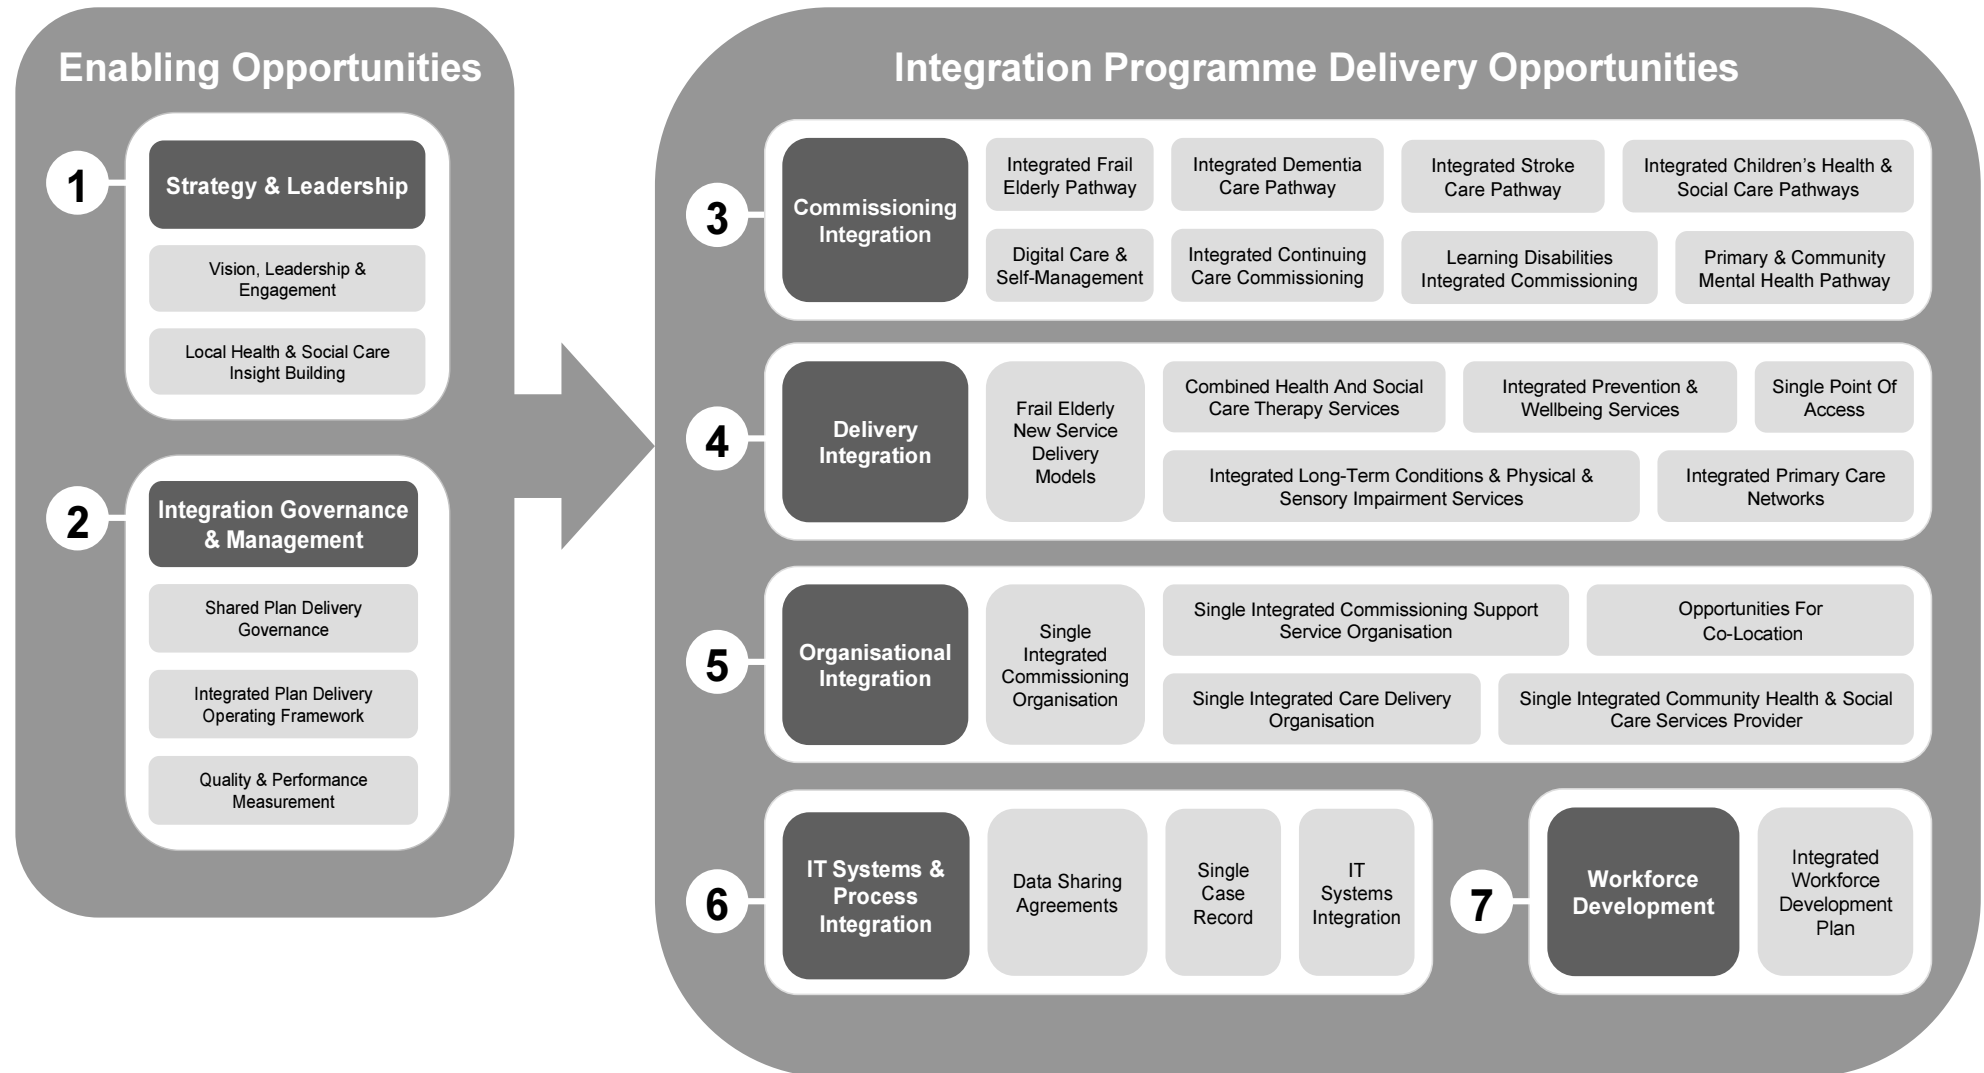 Enabling Opportunities
1
Strategy & Leadership
Vision, Leadership &
Engagement
Local Health & Social Care
Insight Building
2
Integration Governance
& Management
Shared Plan Delivery
Governance
Integrated Plan Delivery
Operating Framework
Quality & Performance
Measurement
Integration Programme Delivery Opportunities
3
Commissioning
Integration
Integrated Frail
Elderly Pathway
Integrated Dementia
Care Pathway
Integrated Stroke
Care Pathway
Integrated Children’s Health &
Social Care Pathways
Digital Care &
Self-Management
Integrated Continuing
Care Commissioning
Learning Disabilities
Integrated Commissioning
Primary & Community
Mental Health Pathway
4
Delivery
Integration
Frail Elderly
New Service
Delivery
Models
Combined Health And Social
Care Therapy Services
Integrated Prevention &
Wellbeing Services
Single Point Of
Access
Integrated Long-Term Conditions & Physical &
Sensory Impairment Services
Integrated Primary Care
Networks
5
Organisational
Integration
Single
Integrated
Commissioning
Organisation
Single Integrated Commissioning Support
Service Organisation
Opportunities For
Co-Location
Single Integrated Care Delivery
Organisation
Single Integrated Community Health & Social
Care Services Provider
6
IT Systems &
Process
Integration
Data Sharing
Agreements
Single
Case
Record
IT
Systems
Integration
7
Workforce
Development
Integrated
Workforce
Development
Plan